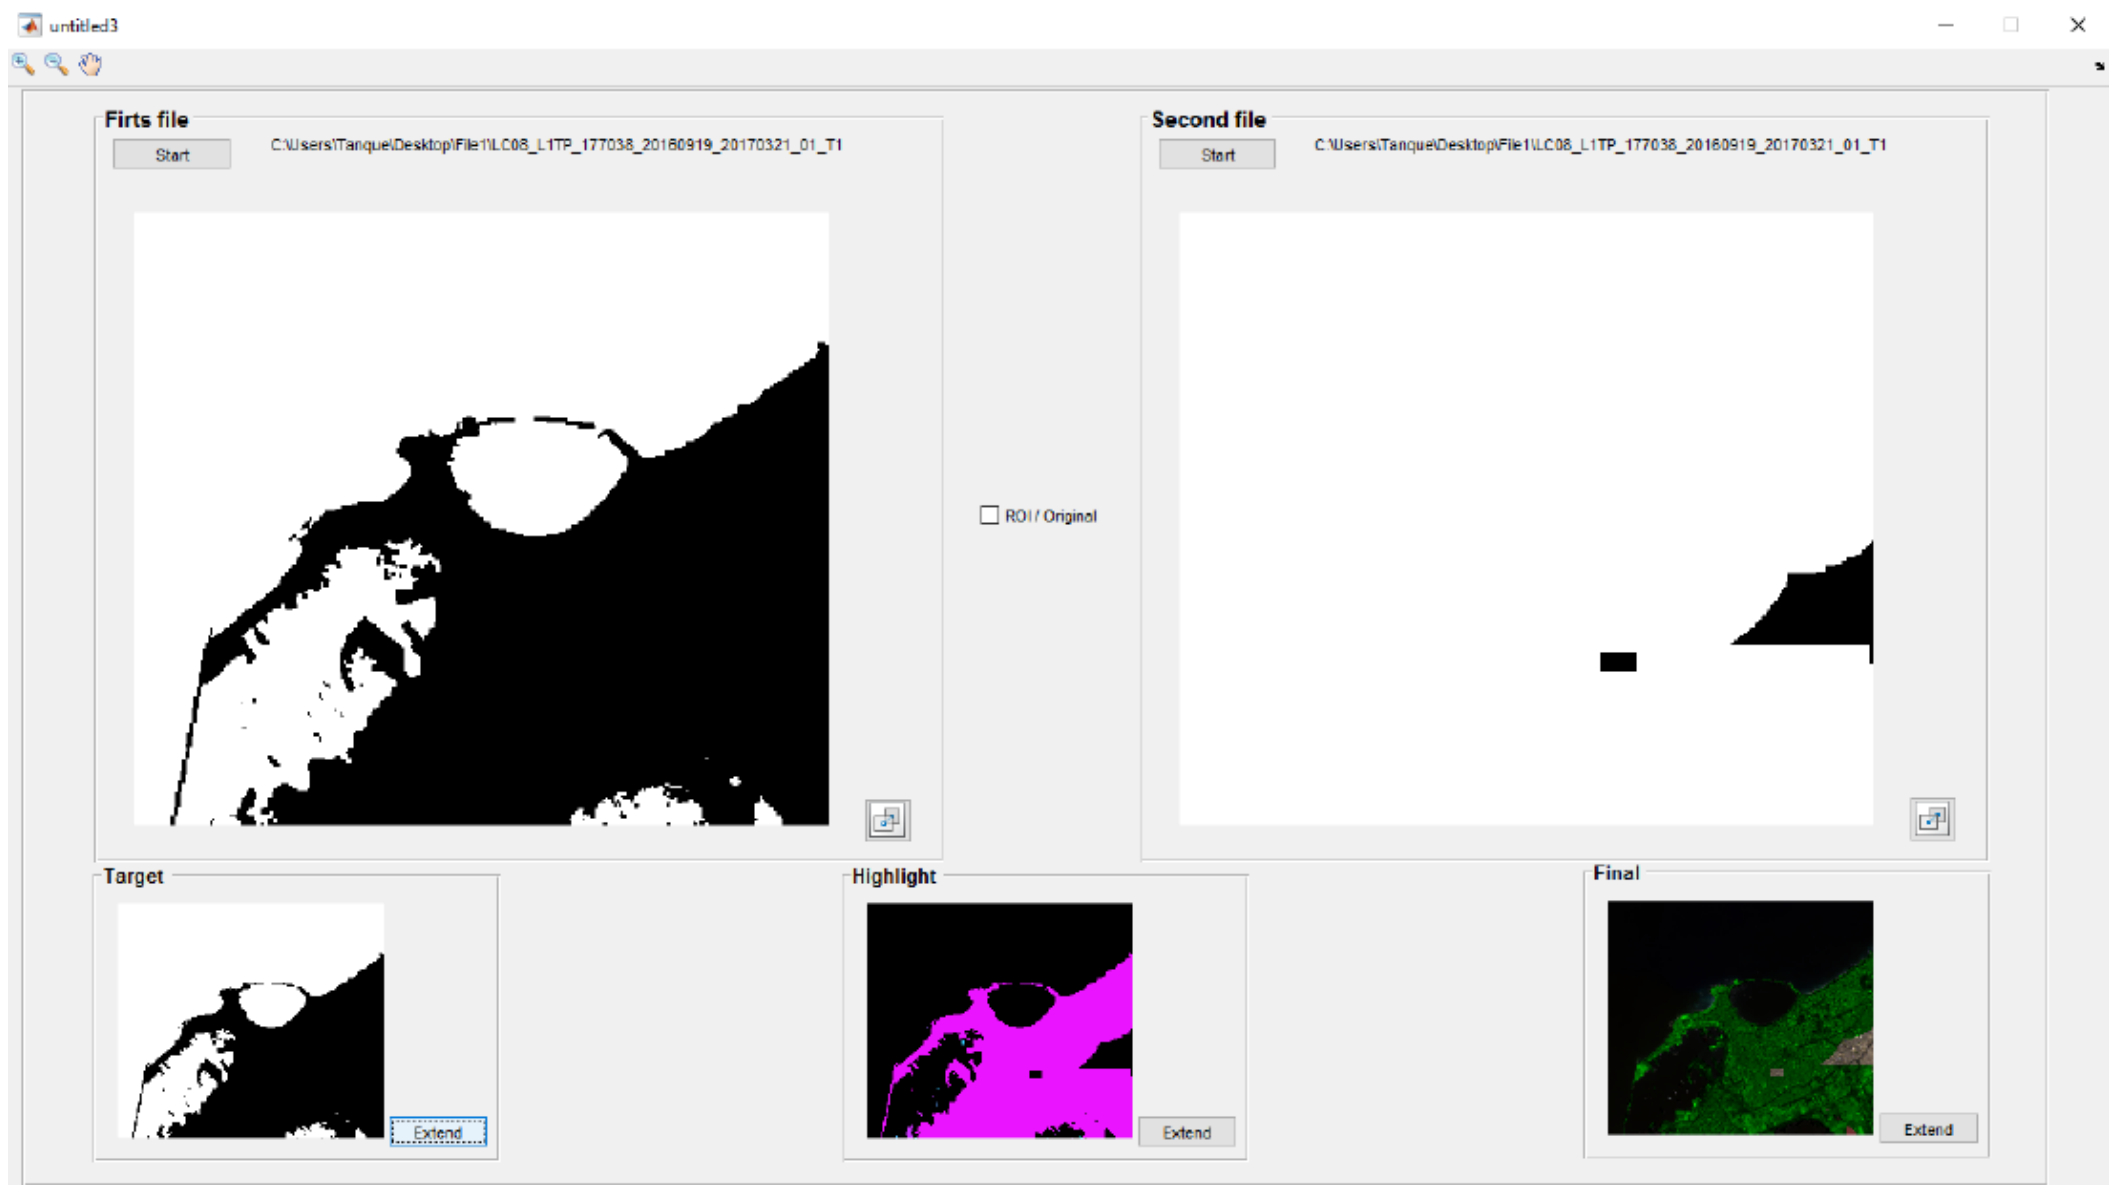 untitled3
Firts file
Start
C:\Users\Tanque\Desktop\File1\LC08_L1TP_177038_20160919_20170321_01_T1
Second file
Start
C:\Users\Tanque\Desktop\File1\LC08_L1TP_177038_20160919_20170321_01_T1
ROI / Original
Target
Extend
Highlight
Extend
Final
Extend